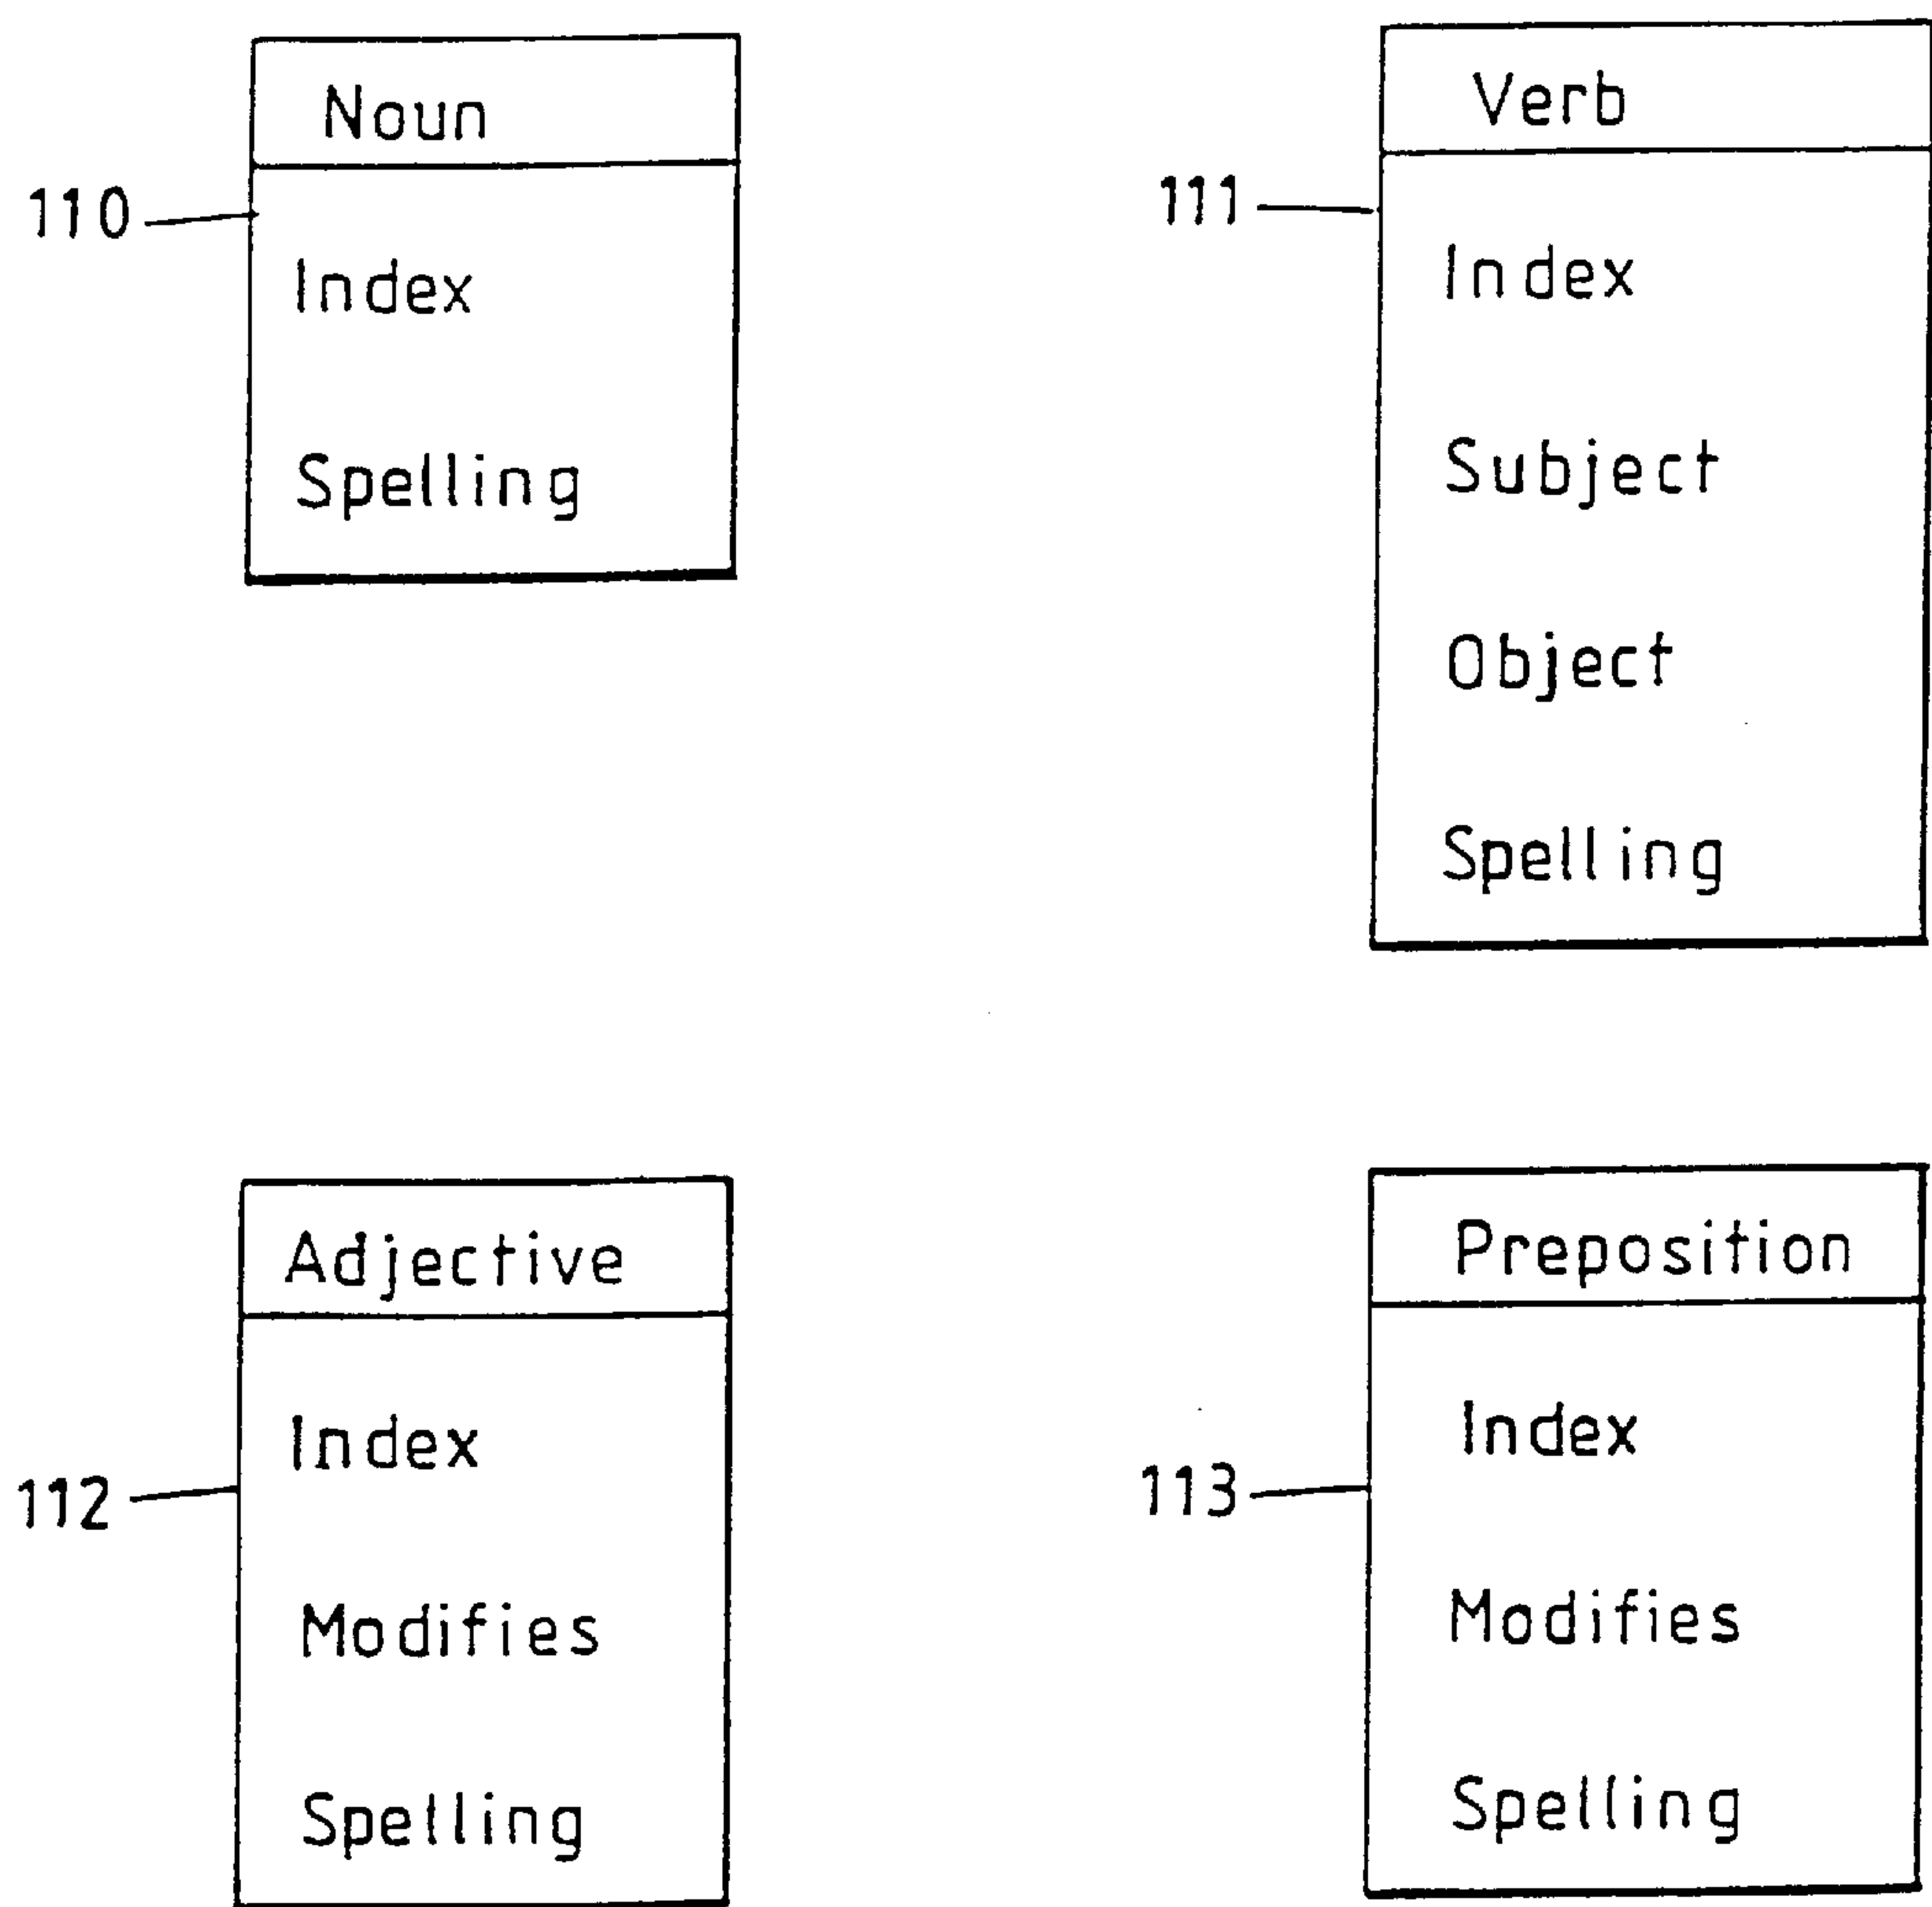 Noun
110
Index
Spelling
Verb
111
Index
Subject
Object
Spelling
Adjective
Index
112
Modifies
Spelling
Preposition
Index
113
Modifies
Spelling